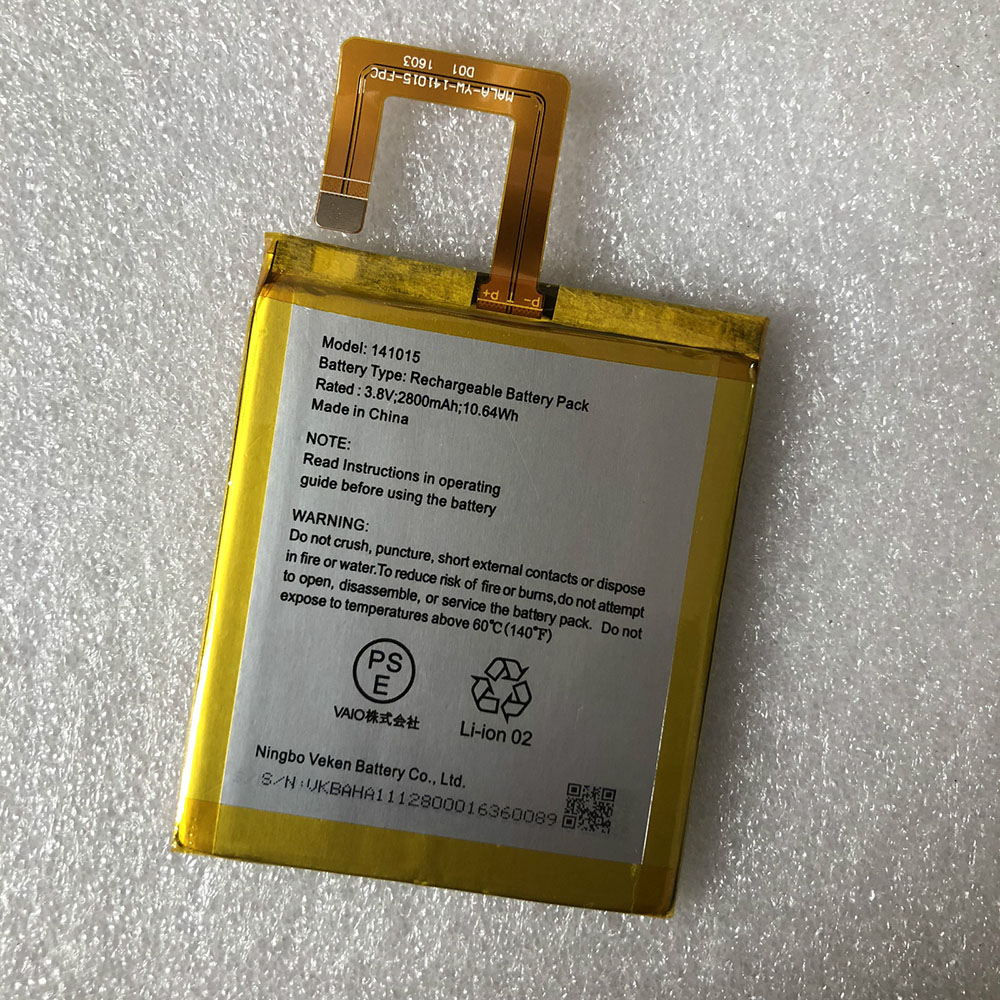 MALA-YW-141015-FPC
D01 1603
P+ T P-
Model: 141015
Battery Type: Rechargeable Battery Pack
Rated : 3.8V;2800mAh;10.64Wh
Made in China
NOTE:
Read Instructions in operating
guide before using the battery
WARNING:
Do not crush, puncture, short external contacts or dispose
in fire or water.To reduce risk of fire or burns,do not attempt
to open, disassemble, or service the battery pack. Do not
expose to temperatures above 60℃(140℉)
PS
E
VAIO株式会社
Li-ion 02
Ningbo Veken Battery Co., Ltd.
S/N:VKBAHA1112800016360089